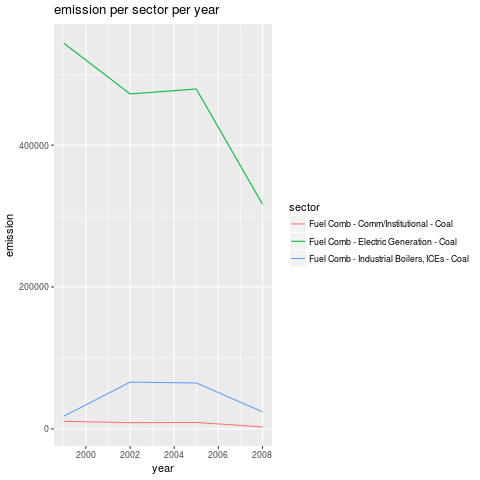 emission per sector per year
emission
400000
200000
0
2000
2002
2004
2006
2008
year
sector
Fuel Comb - Comm/Institutional - Coal
Fuel Comb - Electric Generation - Coal
Fuel Comb - Industrial Boilers, ICEs - Coal